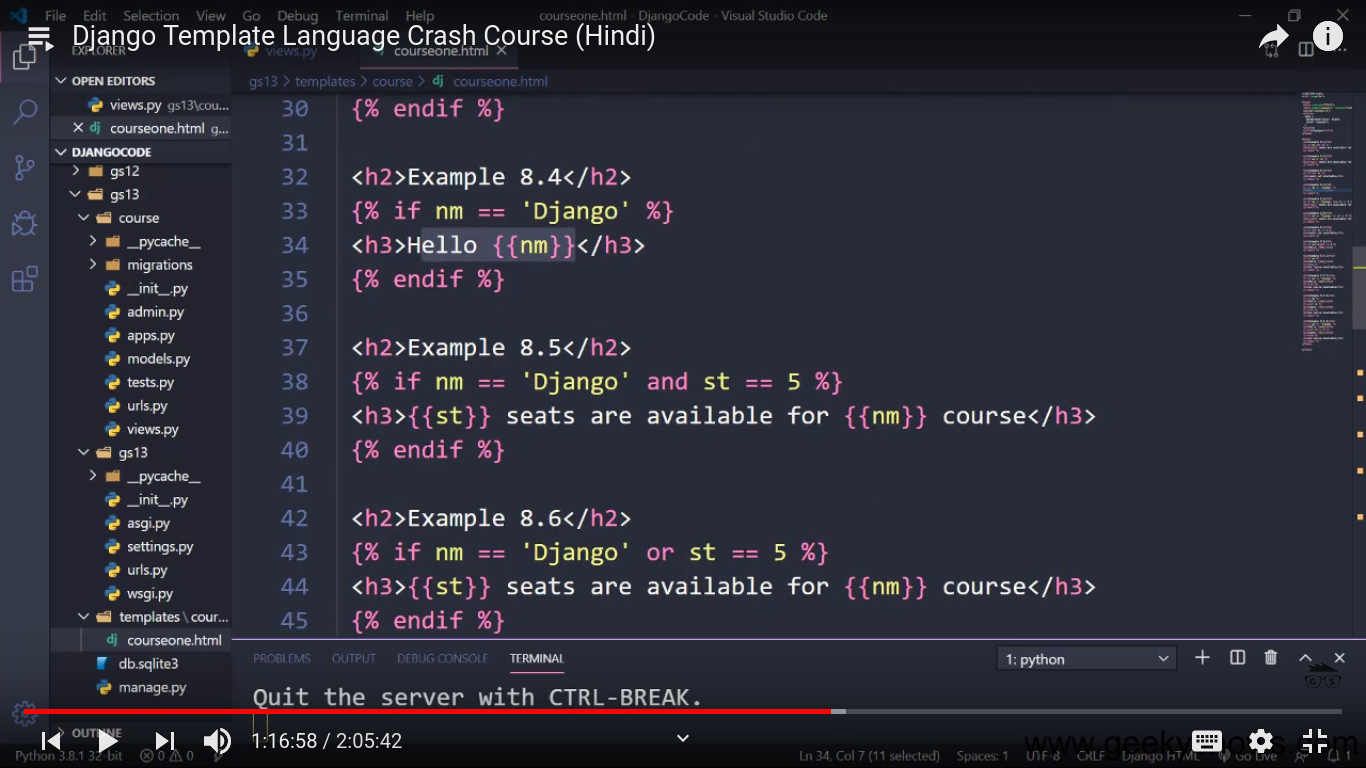 File Edit Selection View Go Debug Terminal Help courseone.html - DjangoCode - Visual Studio Code
Django Template Language Crash Course (Hindi)
EXPLORER
views.py
courseone.html
OPEN EDITORS
gs13 > templates > course > courseone.html
views.py gs13\cou...
courseone.html g...
DJANGOCODE
gs12
gs13
course
__pycache__
migrations
__init__.py
admin.py
apps.py
models.py
tests.py
urls.py
views.py
gs13
__pycache__
__init__.py
asgi.py
settings.py
urls.py
wsgi.py
templates \ cour...
courseone.html
db.sqlite3
manage.py
OUTLINE
30 {% endif %}
31
32 <h2>Example 8.4</h2>
33 {% if nm == 'Django' %}
34 <h3>Hello {{nm}}</h3>
35 {% endif %}
36
37 <h2>Example 8.5</h2>
38 {% if nm == 'Django' and st == 5 %}
39 <h3>{{st}} seats are available for {{nm}} course</h3>
40 {% endif %}
41
42 <h2>Example 8.6</h2>
43 {% if nm == 'Django' or st == 5 %}
44 <h3>{{st}} seats are available for {{nm}} course</h3>
45 {% endif %}
PROBLEMS OUTPUT DEBUG CONSOLE TERMINAL 1: python
Quit the server with CTRL-BREAK.
GS
1:16:58 / 2:05:42
Python 3.8.1 32-bit 0 0 Ln 34, Col 7 (11 selected) Spaces: 1 UTF-8 CRLF Django HTML Go Live 1